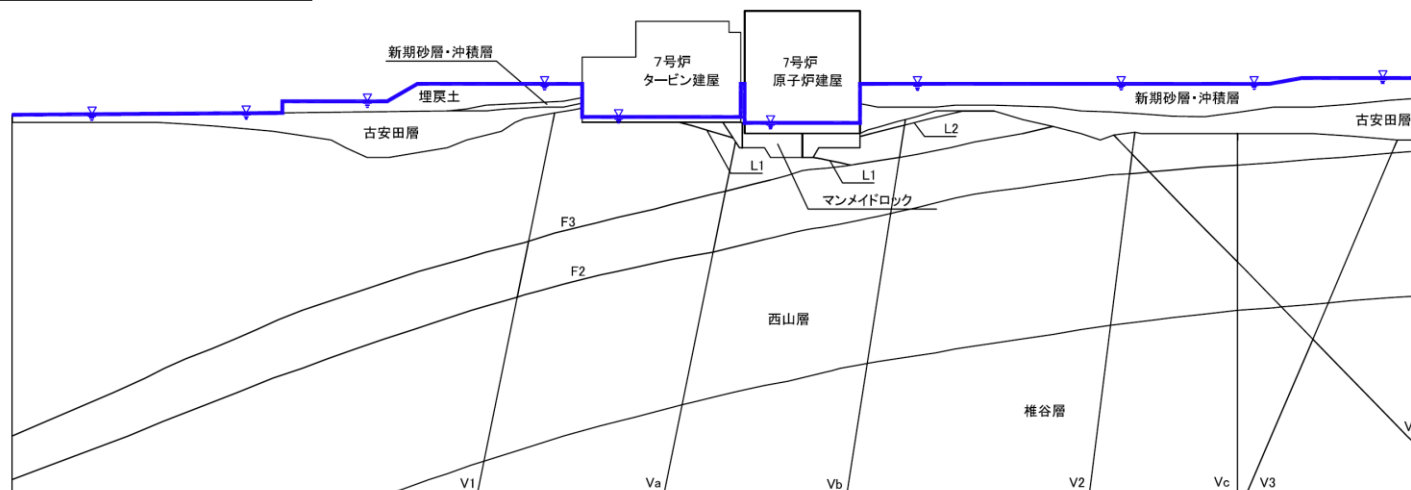 新期砂層・沖積層
埋戻土
古安田層
7号炉
タービン建屋
7号炉
原子炉建屋
新期砂層・沖積層
古安田層
L2
L1
L1
マンメイドロック
F3
F2
西山層
椎谷層
V1
Va
Vb
V2
Vc
V3
V